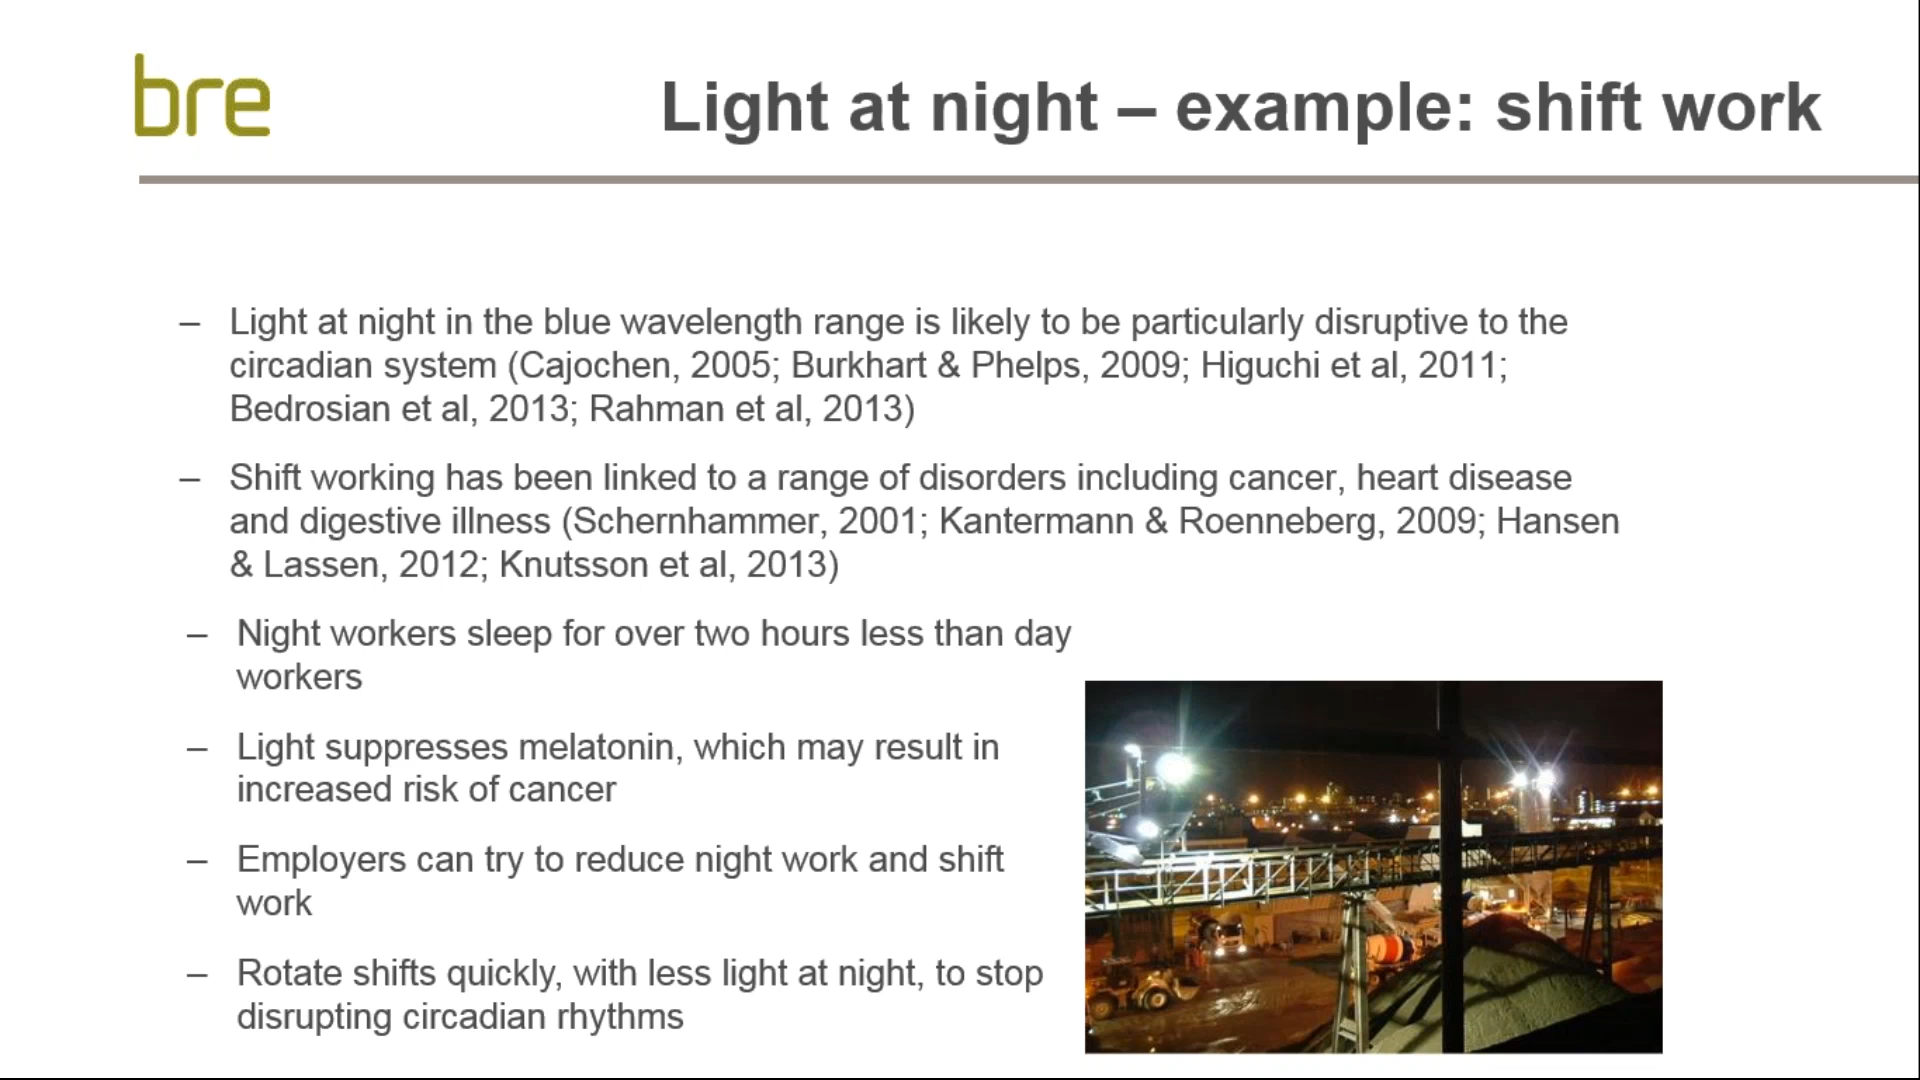 bre
Light at night – example: shift work
– Light at night in the blue wavelength range is likely to be particularly disruptive to the
circadian system (Cajochen, 2005; Burkhart & Phelps, 2009; Higuchi et al, 2011;
Bedrosian et al, 2013; Rahman et al, 2013)
– Shift working has been linked to a range of disorders including cancer, heart disease
and digestive illness (Schernhammer, 2001; Kantermann & Roenneberg, 2009; Hansen
& Lassen, 2012; Knutsson et al, 2013)
– Night workers sleep for over two hours less than day
workers
– Light suppresses melatonin, which may result in
increased risk of cancer
– Employers can try to reduce night work and shift
work
– Rotate shifts quickly, with less light at night, to stop
disrupting circadian rhythms